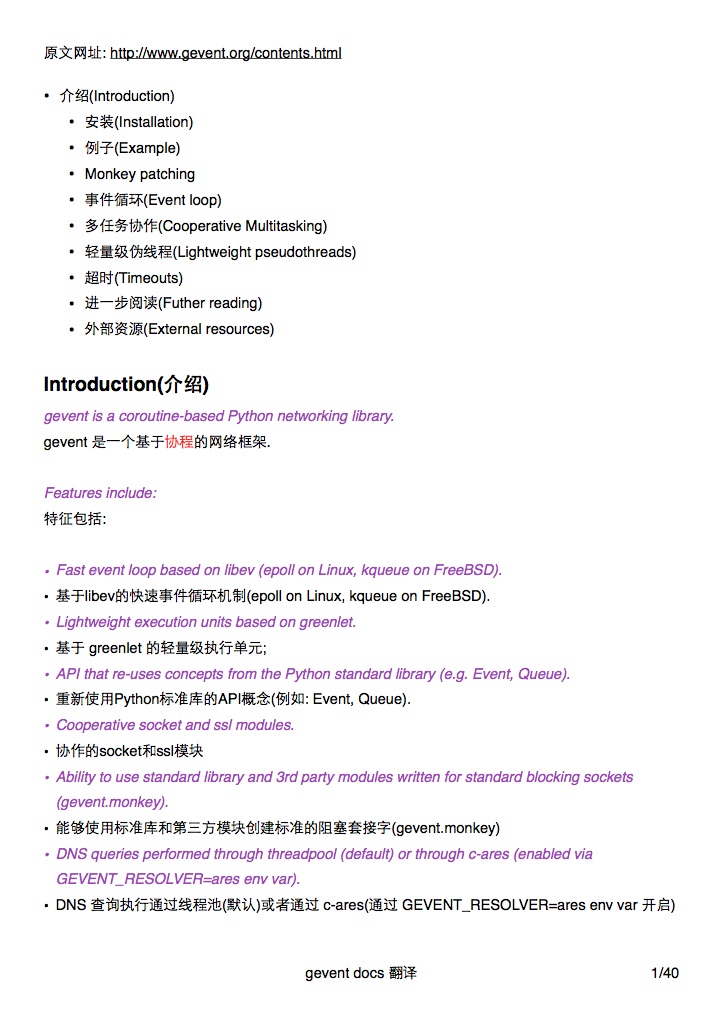 原文网址: http://www.gevent.org/contents.html
• 介绍(Introduction)
• 安装(Installation)
• 例子(Example)
• Monkey patching
• 事件循环(Event loop)
• 多任务协作(Cooperative Multitasking)
• 轻量级伪线程(Lightweight pseudothreads)
• 超时(Timeouts)
• 进一步阅读(Futher reading)
• 外部资源(External resources)
Introduction(介绍)
gevent is a coroutine-based Python networking library.
gevent 是一个基于协程的网络框架.
Features include:
特征包括:
• Fast event loop based on libev (epoll on Linux, kqueue on FreeBSD).
• 基于libev的快速事件循环机制(epoll on Linux, kqueue on FreeBSD).
• Lightweight execution units based on greenlet.
• 基于 greenlet 的轻量级执行单元;
• API that re-uses concepts from the Python standard library (e.g. Event, Queue).
• 重新使用Python标准库的API概念(例如: Event, Queue).
• Cooperative socket and ssl modules.
• 协作的socket和ssl模块
• Ability to use standard library and 3rd party modules written for standard blocking sockets
(gevent.monkey).
• 能够使用标准库和第三方模块创建标准的阻塞套接字(gevent.monkey)
• DNS queries performed through threadpool (default) or through c-ares (enabled via
GEVENT_RESOLVER=ares env var).
• DNS 查询执行通过线程池(默认)或者通过 c-ares(通过 GEVENT_RESOLVER=ares env var 开启)
gevent docs 翻译
1/40